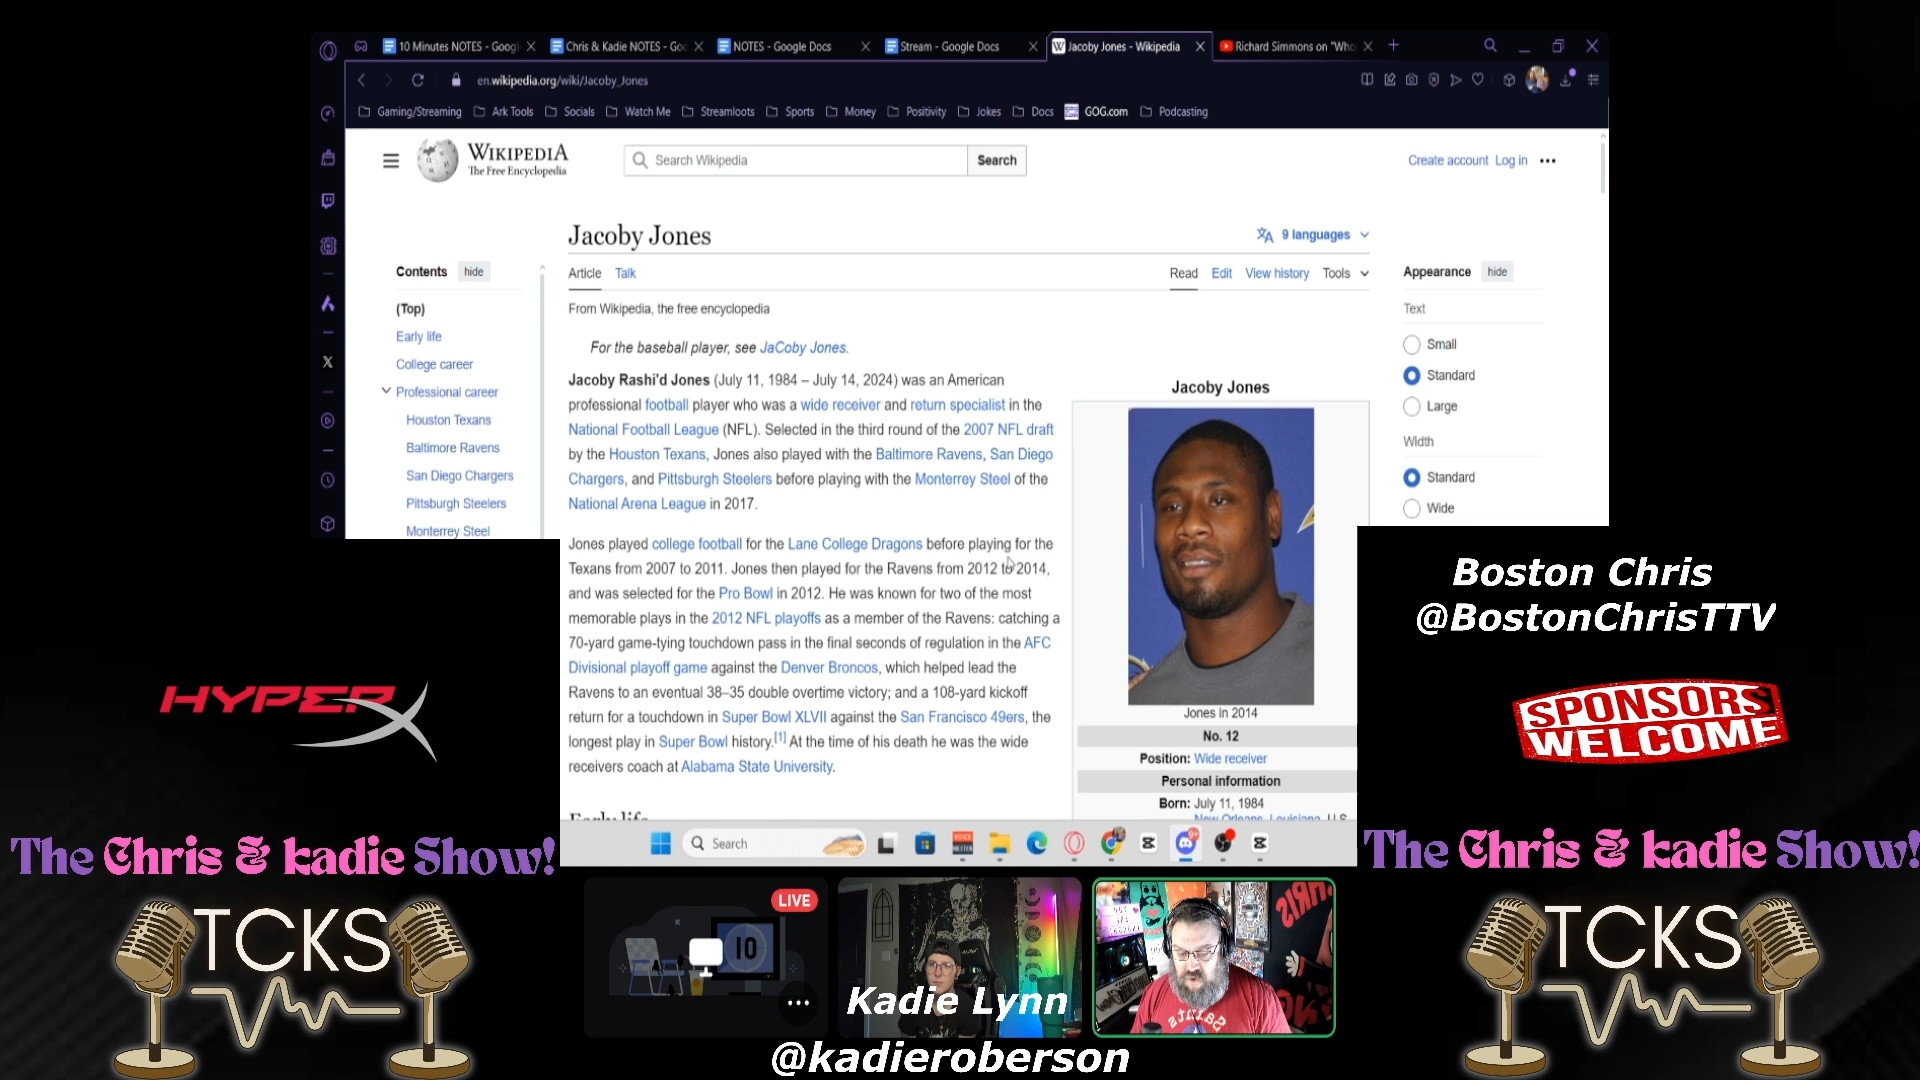 10 Minutes NOTES - Googl
Chris & Kadie NOTES - Goo
NOTES - Google Docs
Stream - Google Docs
Jacoby Jones - Wikipedia
Richard Simmons on "Who
en.wikipedia.org/wiki/Jacoby_Jones
Gaming/Streaming
Ark Tools
Socials
Watch Me
Streamloots
Sports
Money
Positivity
Jokes
Docs
GOG.com
Podcasting
WIKIPEDIA
The Free Encyclopedia
Search Wikipedia
Search
Create account Log in
Jacoby Jones
9 languages
Contents hide
Article Talk
Read Edit View history Tools
Appearance hide
(Top)
Early life
College career
Professional career
Houston Texans
Baltimore Ravens
San Diego Chargers
Pittsburgh Steelers
Monterrey Steel
From Wikipedia, the free encyclopedia
For the baseball player, see JaCoby Jones.
Jacoby Rashi'd Jones (July 11, 1984 – July 14, 2024) was an American
professional football player who was a wide receiver and return specialist in the
National Football League (NFL). Selected in the third round of the 2007 NFL draft
by the Houston Texans, Jones also played with the Baltimore Ravens, San Diego
Chargers, and Pittsburgh Steelers before playing with the Monterrey Steel of the
National Arena League in 2017.
Jones played college football for the Lane College Dragons before playing for the
Texans from 2007 to 2011. Jones then played for the Ravens from 2012 to 2014,
and was selected for the Pro Bowl in 2012. He was known for two of the most
memorable plays in the 2012 NFL playoffs as a member of the Ravens: catching a
70-yard game-tying touchdown pass in the final seconds of regulation in the AFC
Divisional playoff game against the Denver Broncos, which helped lead the
Ravens to an eventual 38–35 double overtime victory; and a 108-yard kickoff
return for a touchdown in Super Bowl XLVII against the San Francisco 49ers, the
longest play in Super Bowl history.[1] At the time of his death he was the wide
receivers coach at Alabama State University.
Early life
Jacoby Jones
Jones in 2014
No. 12
Position: Wide receiver
Personal information
Born: July 11, 1984
New Orleans, Louisiana, U.S.
Text
Small
Standard
Large
Width
Standard
Wide
Search
Boston Chris
@BostonChrisTTV
HYPERX
SPONSORS
WELCOME
The Chris & kadie Show!
TCKS
The Chris & kadie Show!
TCKS
LIVE
10
Kadie Lynn
@kadieroberson